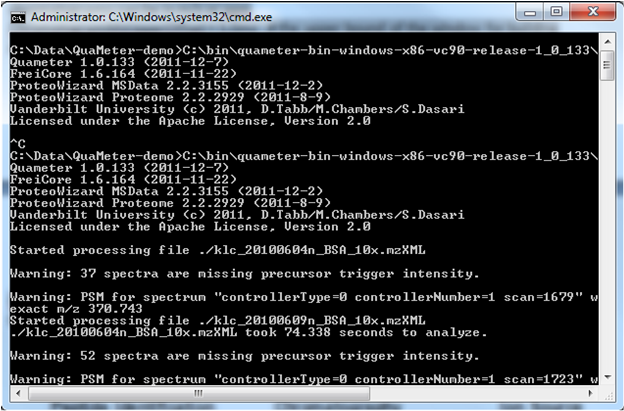 Administrator: C:\Windows\system32\cmd.exe
C:\Data\QuaMeter-demo>C:\bin\quameter-bin-windows-x86-vc90-release-1_0_133\
Quameter 1.0.133 (2011-12-7)
FreiCore 1.6.164 (2011-11-22)
ProteoWizard MSData 2.2.3155 (2011-12-2)
ProteoWizard Proteome 2.2.2929 (2011-8-9)
Vanderbilt University (c) 2011, D.Tabb/M.Chambers/S.Dasari
Licensed under the Apache License, Version 2.0
^C
C:\Data\QuaMeter-demo>C:\bin\quameter-bin-windows-x86-vc90-release-1_0_133\
Quameter 1.0.133 (2011-12-7)
FreiCore 1.6.164 (2011-11-22)
ProteoWizard MSData 2.2.3155 (2011-12-2)
ProteoWizard Proteome 2.2.2929 (2011-8-9)
Vanderbilt University (c) 2011, D.Tabb/M.Chambers/S.Dasari
Licensed under the Apache License, Version 2.0
Started processing file ./klc_20100604n_BSA_10x.mzXML
Warning: 37 spectra are missing precursor trigger intensity.
Warning: PSM for spectrum "controllerType=0 controllerNumber=1 scan=1679" w
exact m/z 370.743
Started processing file ./klc_20100609n_BSA_10x.mzXML
./klc_20100604n_BSA_10x.mzXML took 74.338 seconds to analyze.
Warning: 52 spectra are missing precursor trigger intensity.
Warning: PSM for spectrum "controllerType=0 controllerNumber=1 scan=1723" w